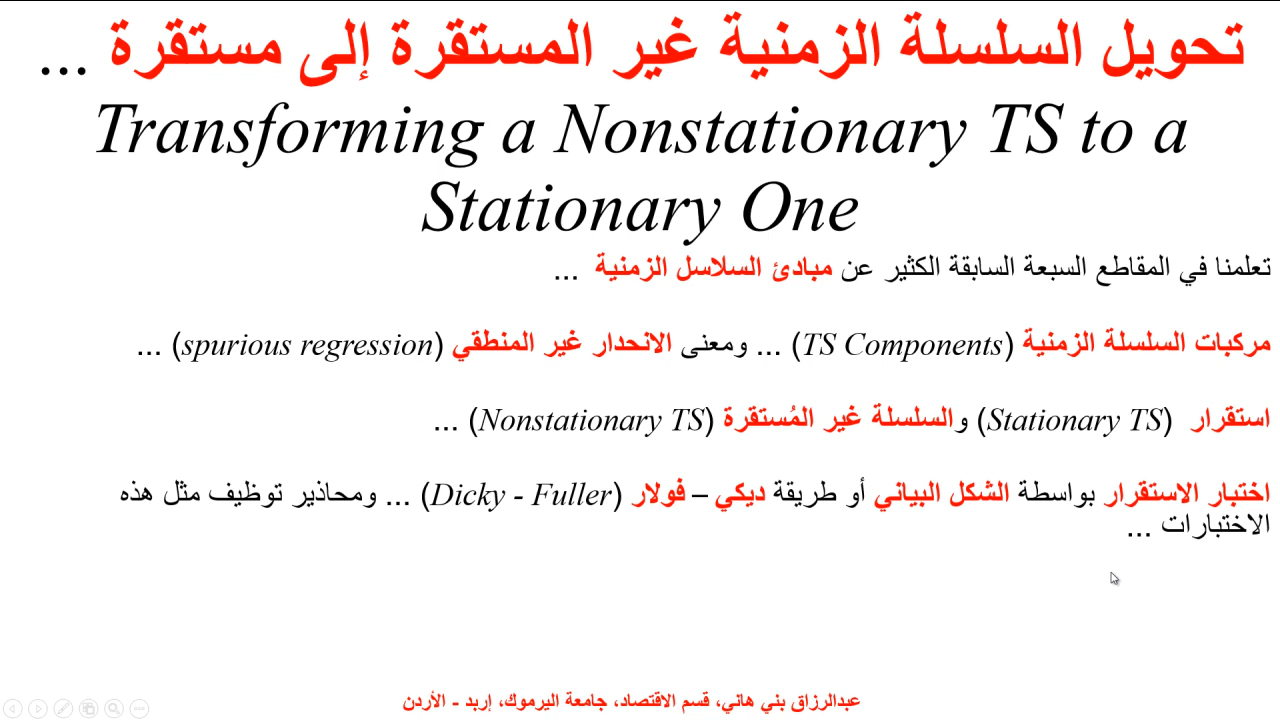 تحويل السلسلة الزمنية غير المستقرة إلى مستقرة ...
Transforming a Nonstationary TS to a
Stationary One
تعلمنا في المقاطع السبعة السابقة الكثير عن مبادئ السلاسل الزمنية ...
مركبات السلسلة الزمنية (TS Components) ... ومعنى الانحدار غير المنطقي (spurious regression) ...
استقرار (Stationary TS) والسلسلة غير المُستقرة (Nonstationary TS) ...
اختبار الاستقرار بواسطة الشكل البياني أو طريقة ديكي – فولار (Dicky - Fuller) ... ومحاذير توظيف مثل هذه
الاختبارات ...
عبدالرزاق بني هاني، قسم الاقتصاد، جامعة اليرموك، إربد - الأردن